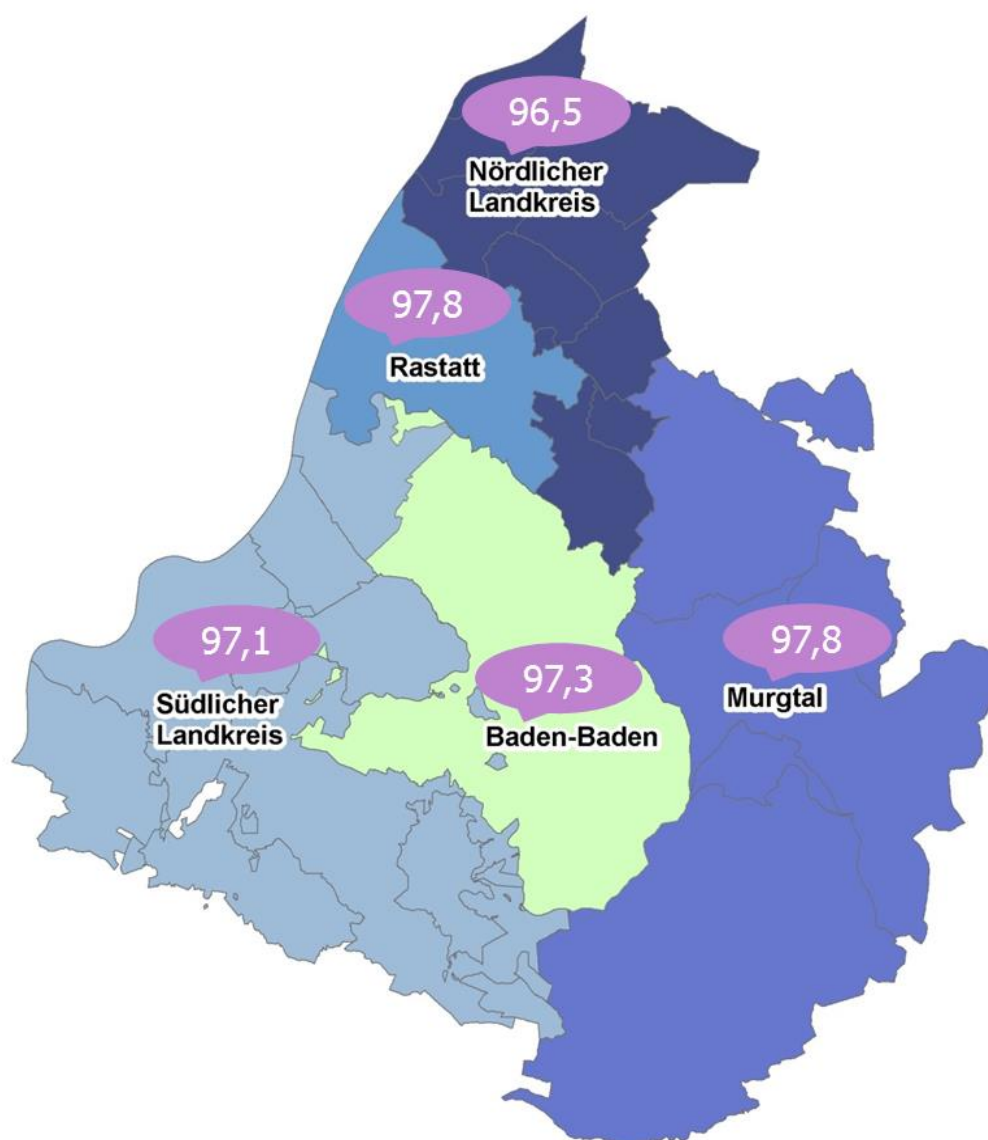 96,5
Nördlicher
Landkreis
97,8
Rastatt
97,1
Südlicher
Landkreis
97,3
Baden-Baden
97,8
Murgtal